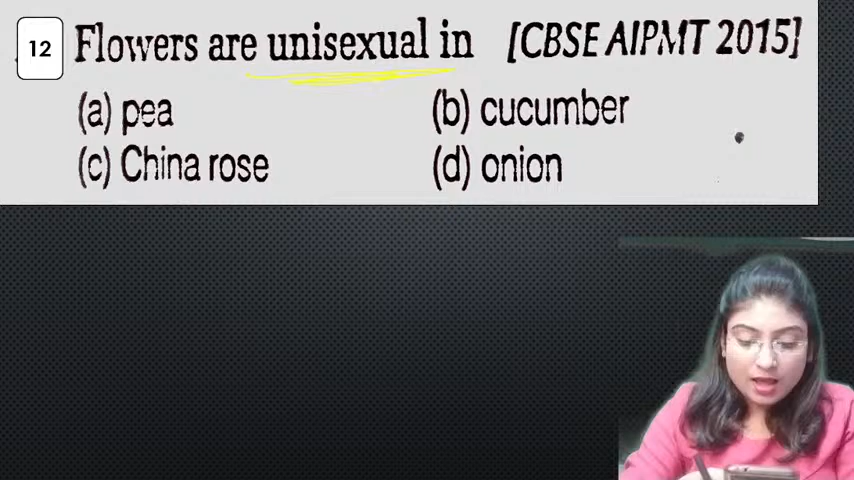 12 Flowers are unisexual in [CBSE AIPMT 2015]
(a) pea (b) cucumber
(c) China rose (d) onion